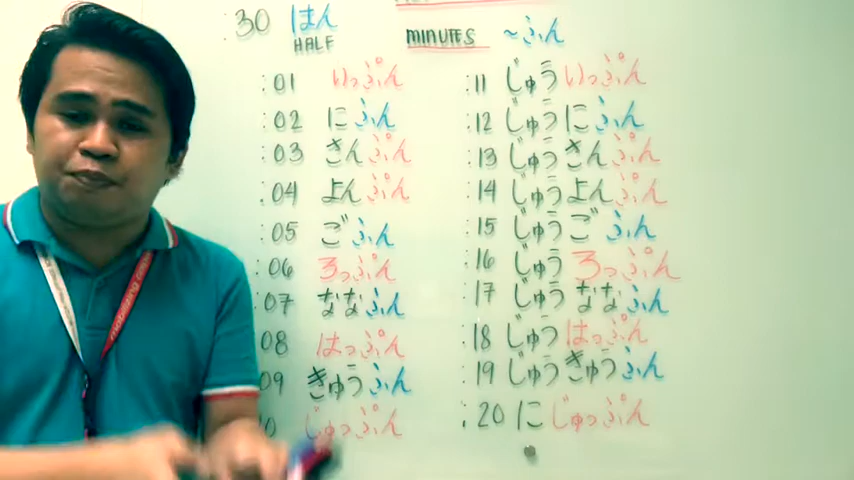 :30 はん
HALF
MINUTES ~ふん
:01 いっぷん
:02 にふん
:03 さんぷん
:04 よんぷん
:05 ごふん
:06 ろっぷん
:07 ななふん
:08 はっぷん
:09 きゅうふん
じゅっぷん
:11 じゅういっぷん
:12 じゅうにふん
:13 じゅうさんぷん
:14 じゅうよんぷん
:15 じゅうごふん
:16 じゅうろっぷん
:17 じゅうななふん
:18 じゅうはっぷん
:19 じゅうきゅうふん
:20 にじゅっぷん